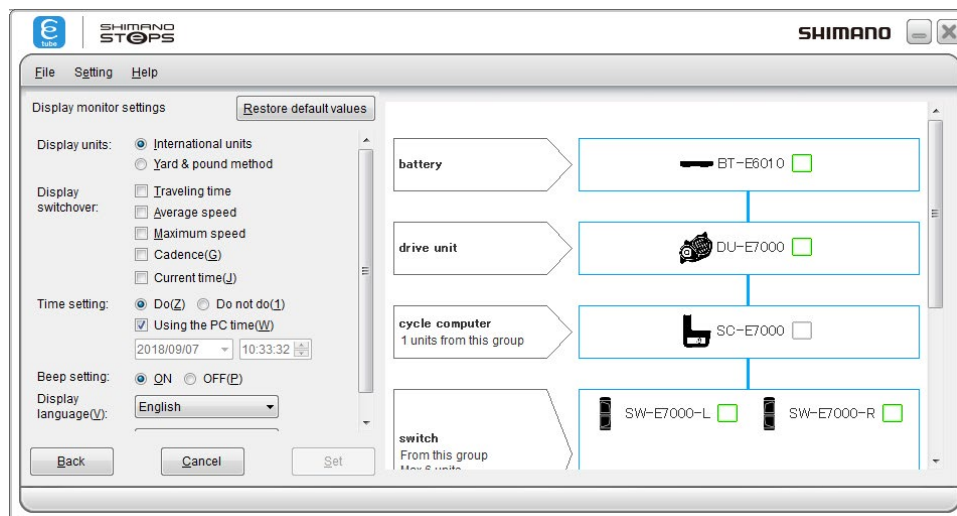 e
tube
SHIMANO
STEPS
SHIMANO
File Setting Help
Display monitor settings
Restore default values
Display units:
International units
Yard & pound method
Display
switchover:
Traveling time
Average speed
Maximum speed
Cadence(G)
Current time(J)
Time setting:
Do(Z) Do not do(1)
Using the PC time(W)
2018/09/07 10:33:32
Beep setting:
ON OFF(P)
Display
language(V):
English
Back Cancel Set
battery
BT-E6010
drive unit
DU-E7000
cycle computer
1 units from this group
SC-E7000
switch
From this group
Max 6 units
SW-E7000-L SW-E7000-R